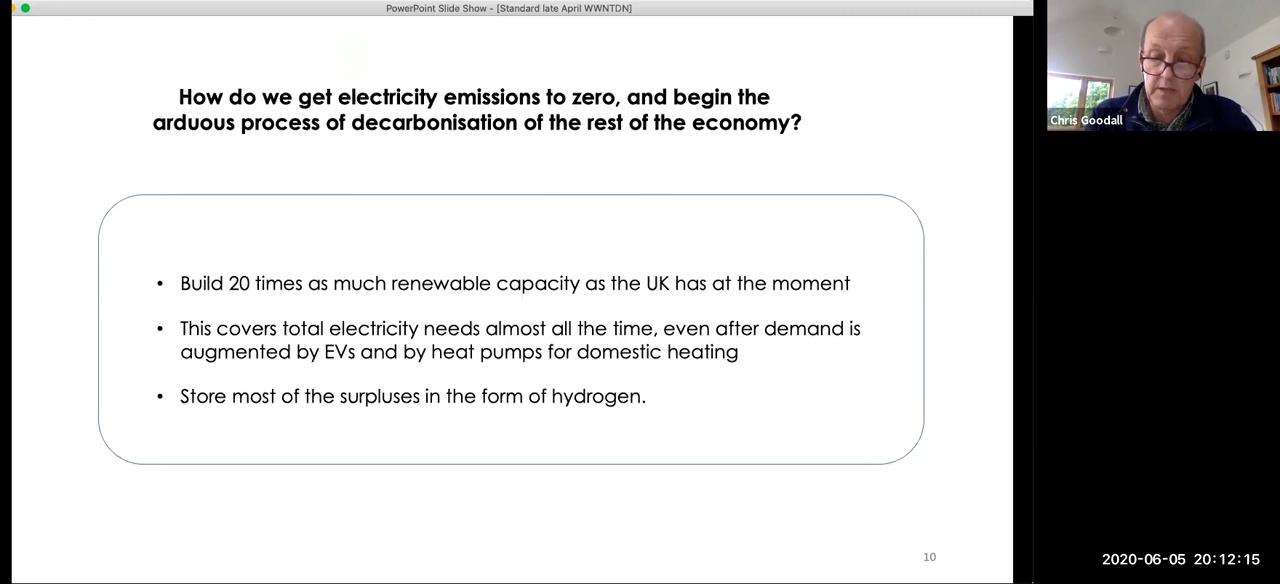 PowerPoint Slide Show - [Standard late April WWNTDN]
How do we get electricity emissions to zero, and begin the
arduous process of decarbonisation of the rest of the economy?
• Build 20 times as much renewable capacity as the UK has at the moment
• This covers total electricity needs almost all the time, even after demand is
augmented by EVs and by heat pumps for domestic heating
• Store most of the surpluses in the form of hydrogen.
10
Chris Goodall
2020-06-05 20:12:15